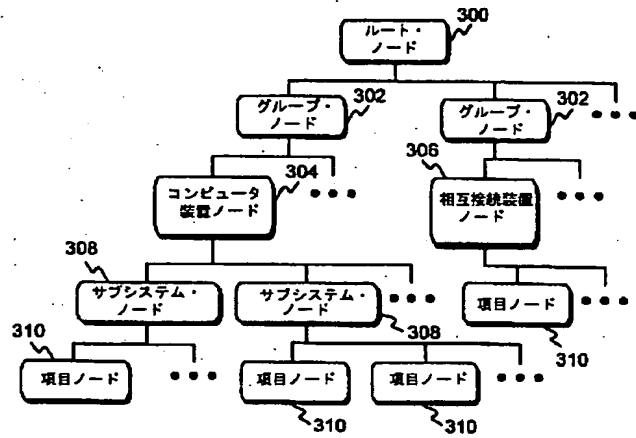 300
ルート・
ノード
302
グループ・
ノード
302
グループ・
ノード
304
コンピュータ
装置ノード
306
相互接続装置
ノード
308
サブシステム・
ノード
サブシステム・
ノード
308
項目ノード
310
310
項目ノード
項目ノード
310
項目ノード
310